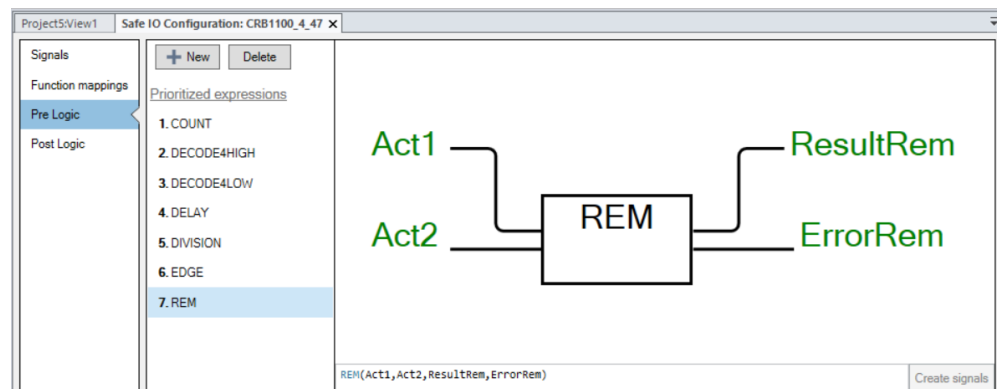 Project5:View1
Safe IO Configuration: CRB1100_4_47 ×
Signals
Function mappings
Pre Logic
Post Logic
New
Delete
Prioritized expressions
1. COUNT
2. DECODE4HIGH
3. DECODE4LOW
4. DELAY
5. DIVISION
6. EDGE
7. REM
Act1
Act2
REM
ResultRem
ErrorRem
REM(Act1,Act2,ResultRem,ErrorRem)
Create signals